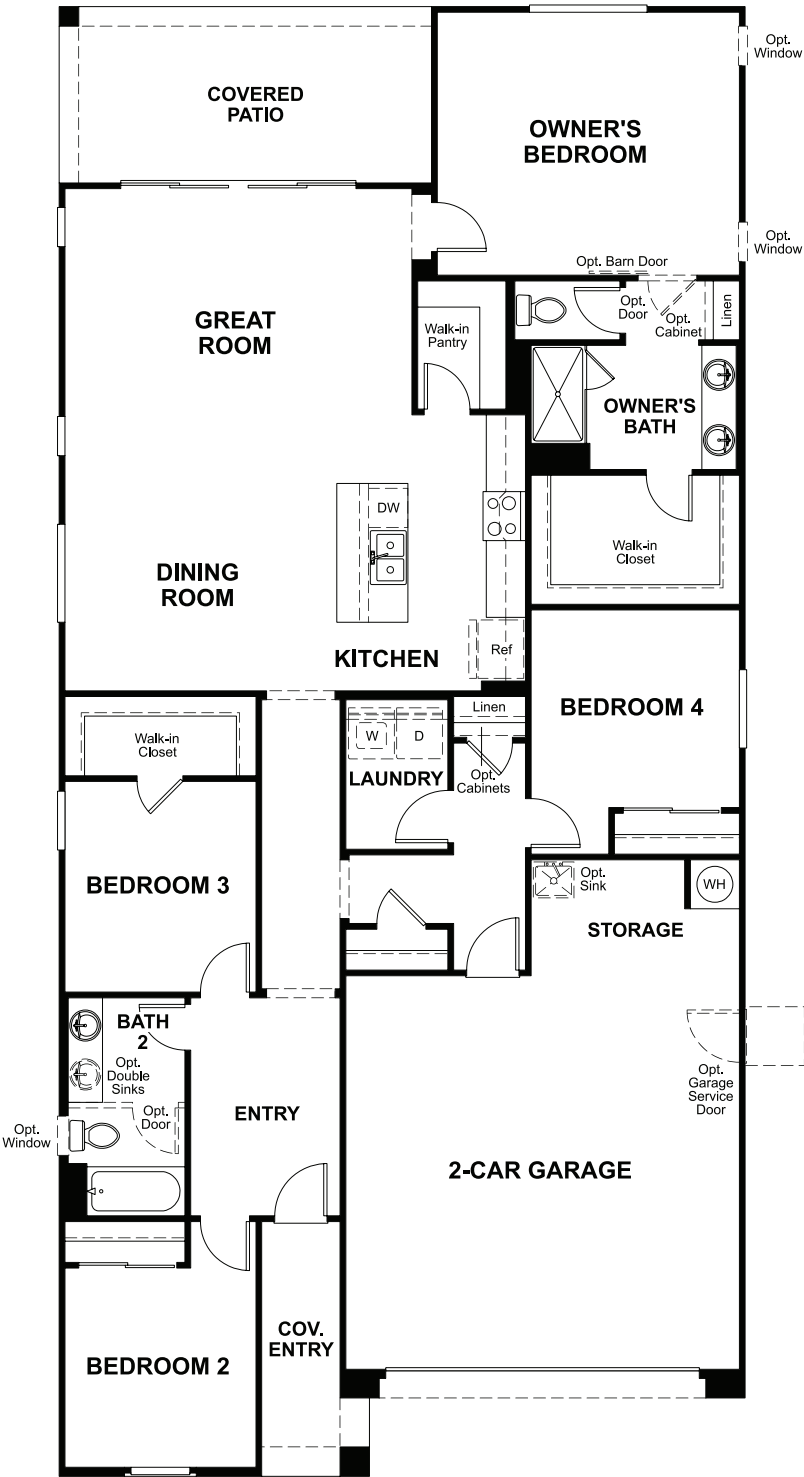 COVERED
PATIO
OWNER'S
BEDROOM
Opt.
Window
Opt.
Window
Opt. Barn Door
GREAT
ROOM
Walk-in
Pantry
Opt.
Door
Opt.
Cabinet
Linen
OWNER'S
BATH
DW
Walk-in
Closet
DINING
ROOM
KITCHEN
Ref
Linen
BEDROOM 4
Walk-in
Closet
W
D
LAUNDRY
Opt.
Cabinets
BEDROOM 3
Opt.
Sink
WH
STORAGE
BATH
2
Opt.
Double
Sinks
Opt.
Door
Opt.
Window
ENTRY
Opt.
Garage
Service
Door
2-CAR GARAGE
COV.
ENTRY
BEDROOM 2